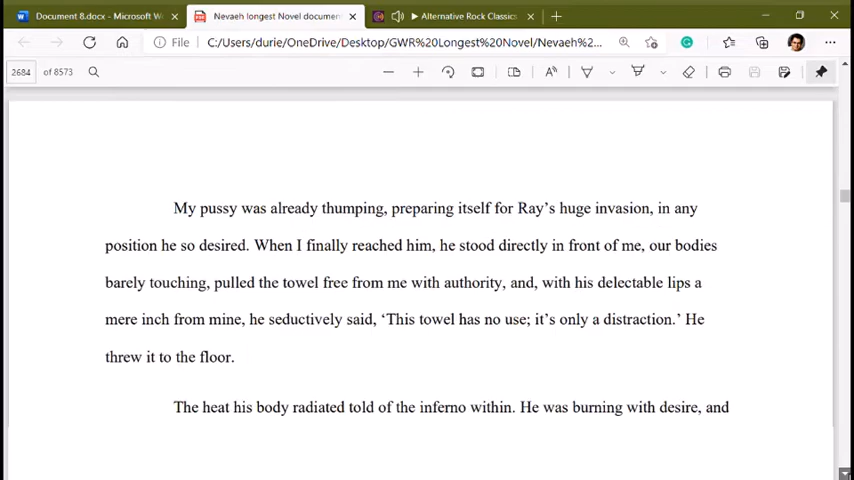 Document 8.docx - Microsoft W
Nevaeh longest Novel documen
Alternative Rock Classics
File
C:/Users/durie/OneDrive/Desktop/GWR%20Longest%20Novel/Nevaeh%2...
2684 of 8573
My pussy was already thumping, preparing itself for Ray’s huge invasion, in any
position he so desired. When I finally reached him, he stood directly in front of me, our bodies
barely touching, pulled the towel free from me with authority, and, with his delectable lips a
mere inch from mine, he seductively said, ‘This towel has no use; it’s only a distraction.’ He
threw it to the floor.
The heat his body radiated told of the inferno within. He was burning with desire, and